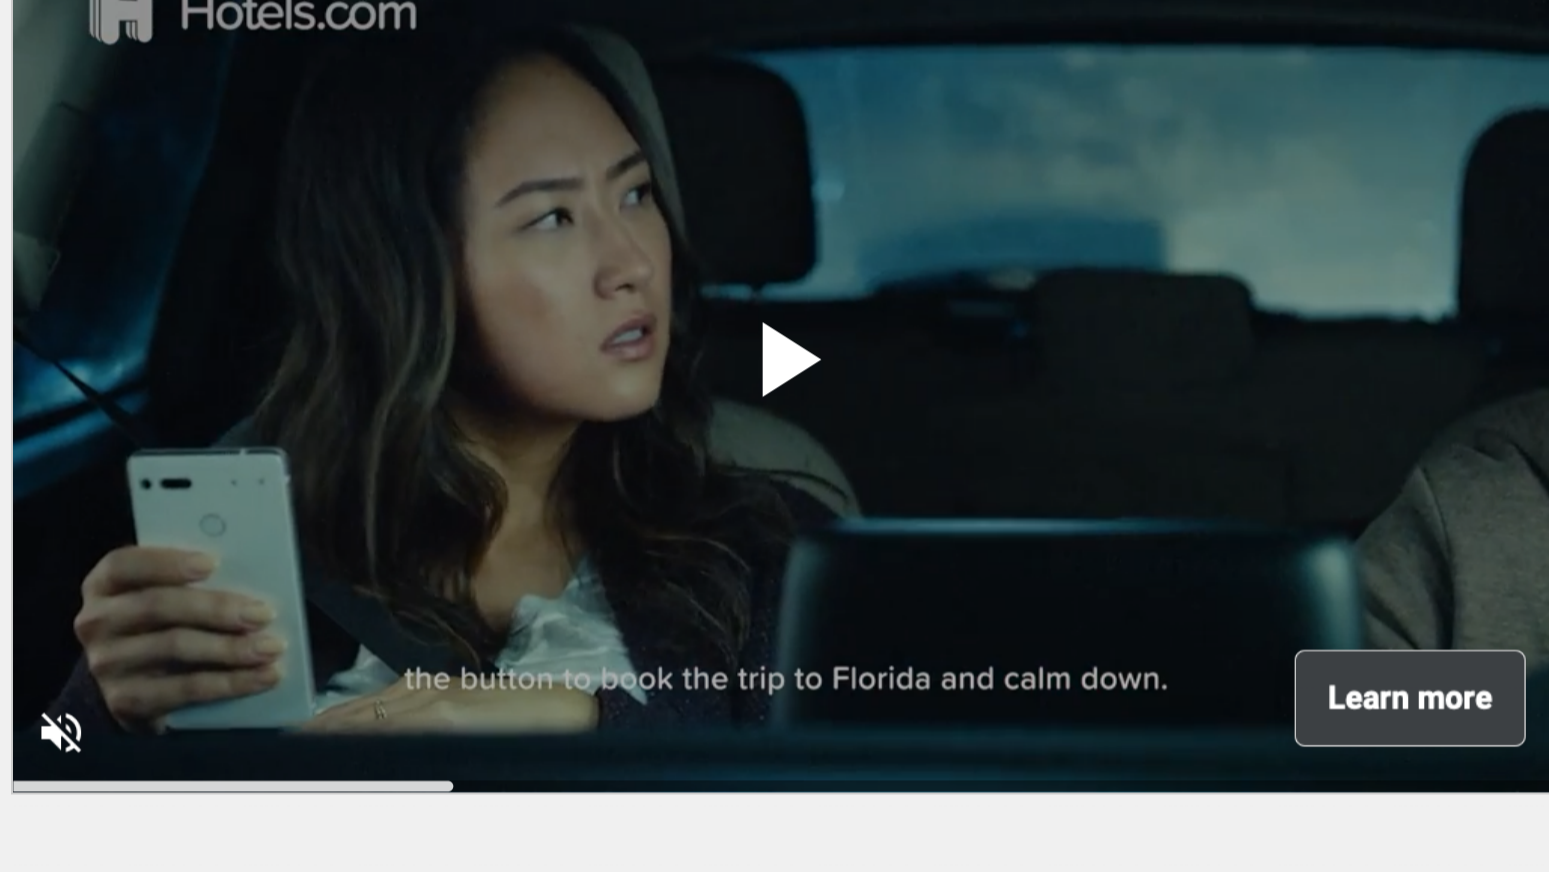 Hotels.com
the button to book the trip to Florida and calm down.
Learn more